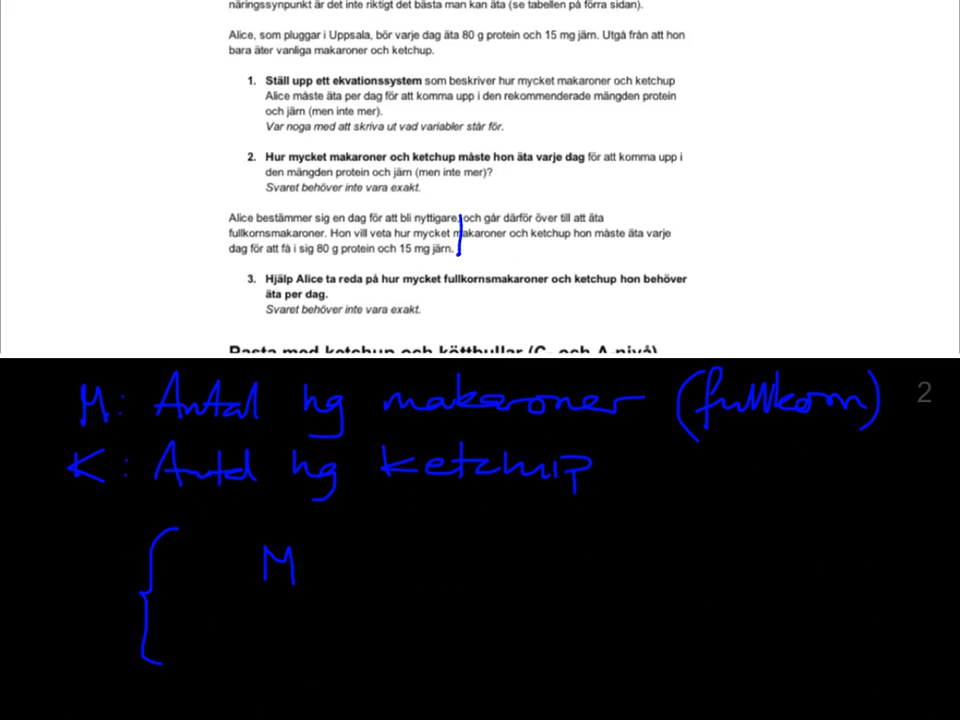 näringssynpunkt är det inte riktigt det bästa man kan äta (se tabellen på förra sidan).
Alice, som pluggar i Uppsala, bör varje dag äta 80 g protein och 15 mg järn. Utgå från att hon
bara äter vanliga makaroner och ketchup.
1. Ställ upp ett ekvationssystem som beskriver hur mycket makaroner och ketchup
Alice måste äta per dag för att komma upp i den rekommenderade mängden protein
och järn (men inte mer).
Var noga med att skriva ut vad variabler står för.
2. Hur mycket makaroner och ketchup måste hon äta varje dag för att komma upp i
den mängden protein och järn (men inte mer)?
Svaret behöver inte vara exakt.
Alice bestämmer sig en dag för att bli nyttigare, och går därför över till att äta
fullkornsmakaroner. Hon vill veta hur mycket makaroner och ketchup hon måste äta varje
dag för att få i sig 80 g protein och 15 mg järn.
3. Hjälp Alice ta reda på hur mycket fullkornsmakaroner och ketchup hon behöver
äta per dag.
Svaret behöver inte vara exakt.
Pasta med ketchup och köttbullar (C- och A-nivå)
M: Antal hg makaroner (fullkorn) 2
K: Antal hg ketchup
{ M